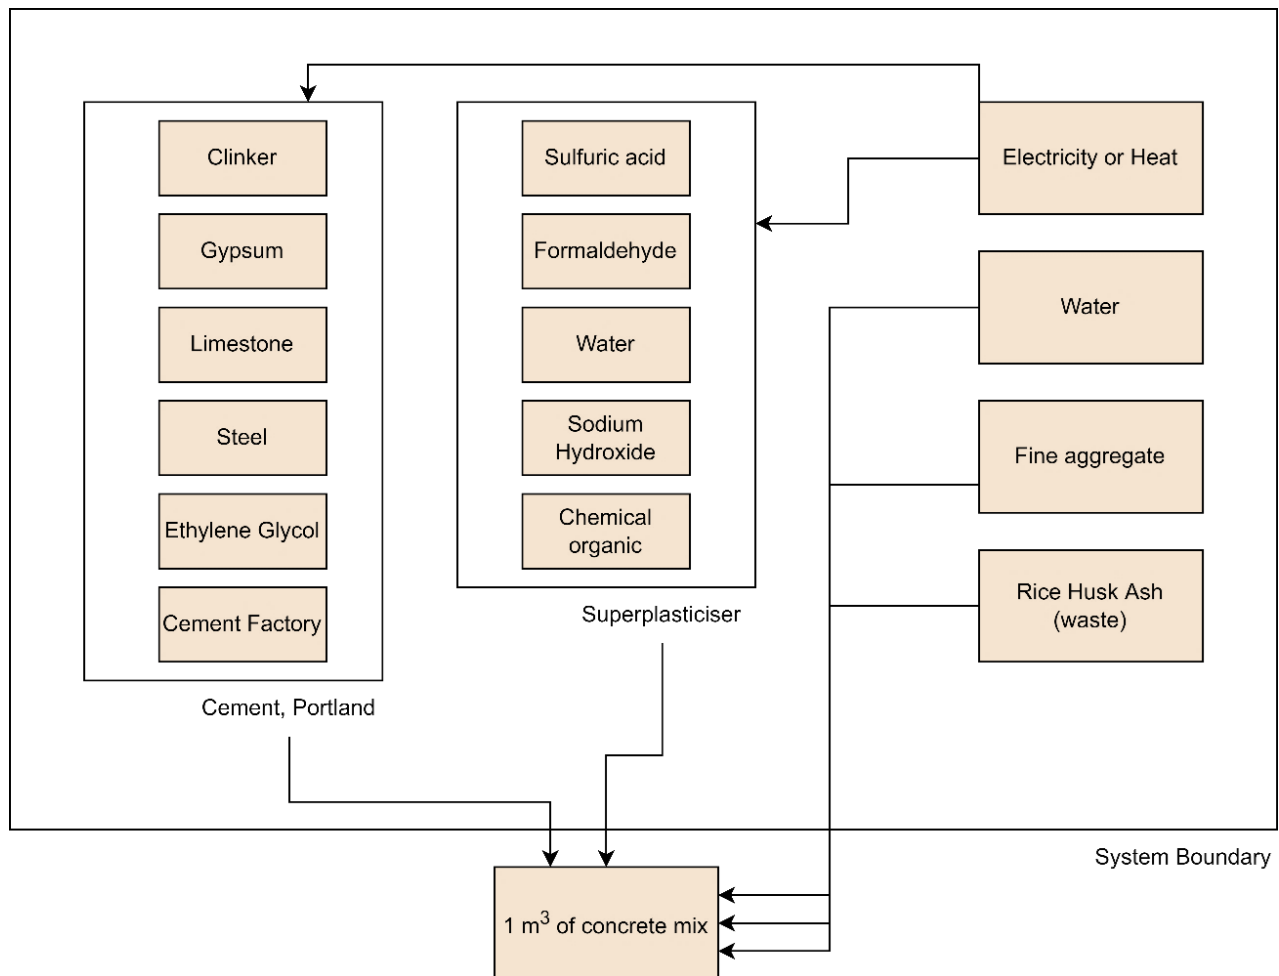 Clinker
Gypsum
Limestone
Steel
Ethylene Glycol
Cement Factory
Cement, Portland
Sulfuric acid
Formaldehyde
Water
Sodium
Hydroxide
Chemical
organic
Superplasticiser
Electricity or Heat
Water
Fine aggregate
Rice Husk Ash
(waste)
System Boundary
1 m³ of concrete mix